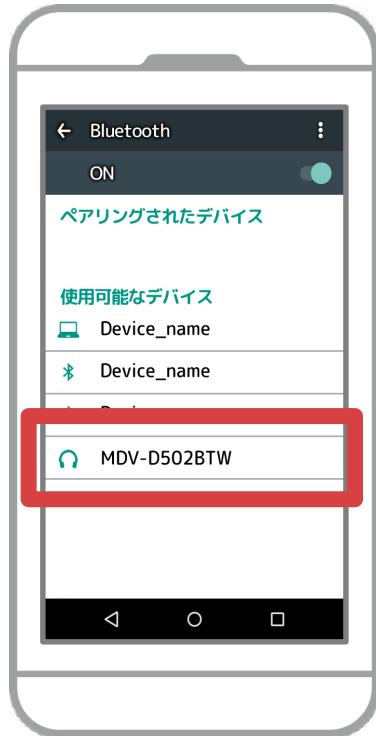 Bluetooth
ON
ペアリングされたデバイス
使用可能なデバイス
Device_name
Device_name
MDV-D502BTW